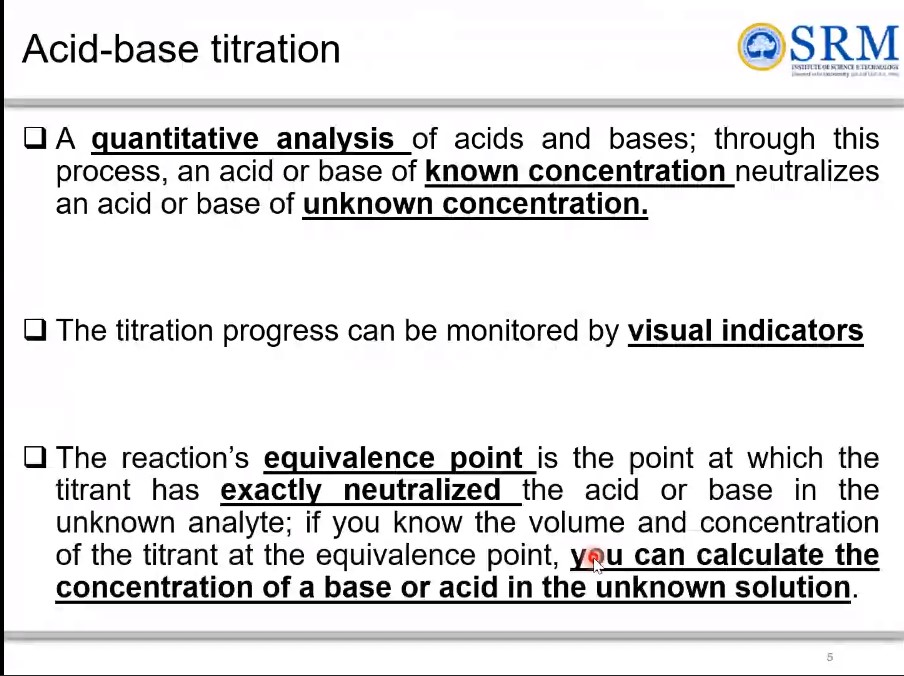 Acid-base titration
SRM
INSTITUTE OF SCIENCE & TECHNOLOGY
A quantitative analysis of acids and bases; through this
process, an acid or base of known concentration neutralizes
an acid or base of unknown concentration.
The titration progress can be monitored by visual indicators
The reaction’s equivalence point is the point at which the
titrant has exactly neutralized the acid or base in the
unknown analyte; if you know the volume and concentration
of the titrant at the equivalence point, you can calculate the
concentration of a base or acid in the unknown solution.
5